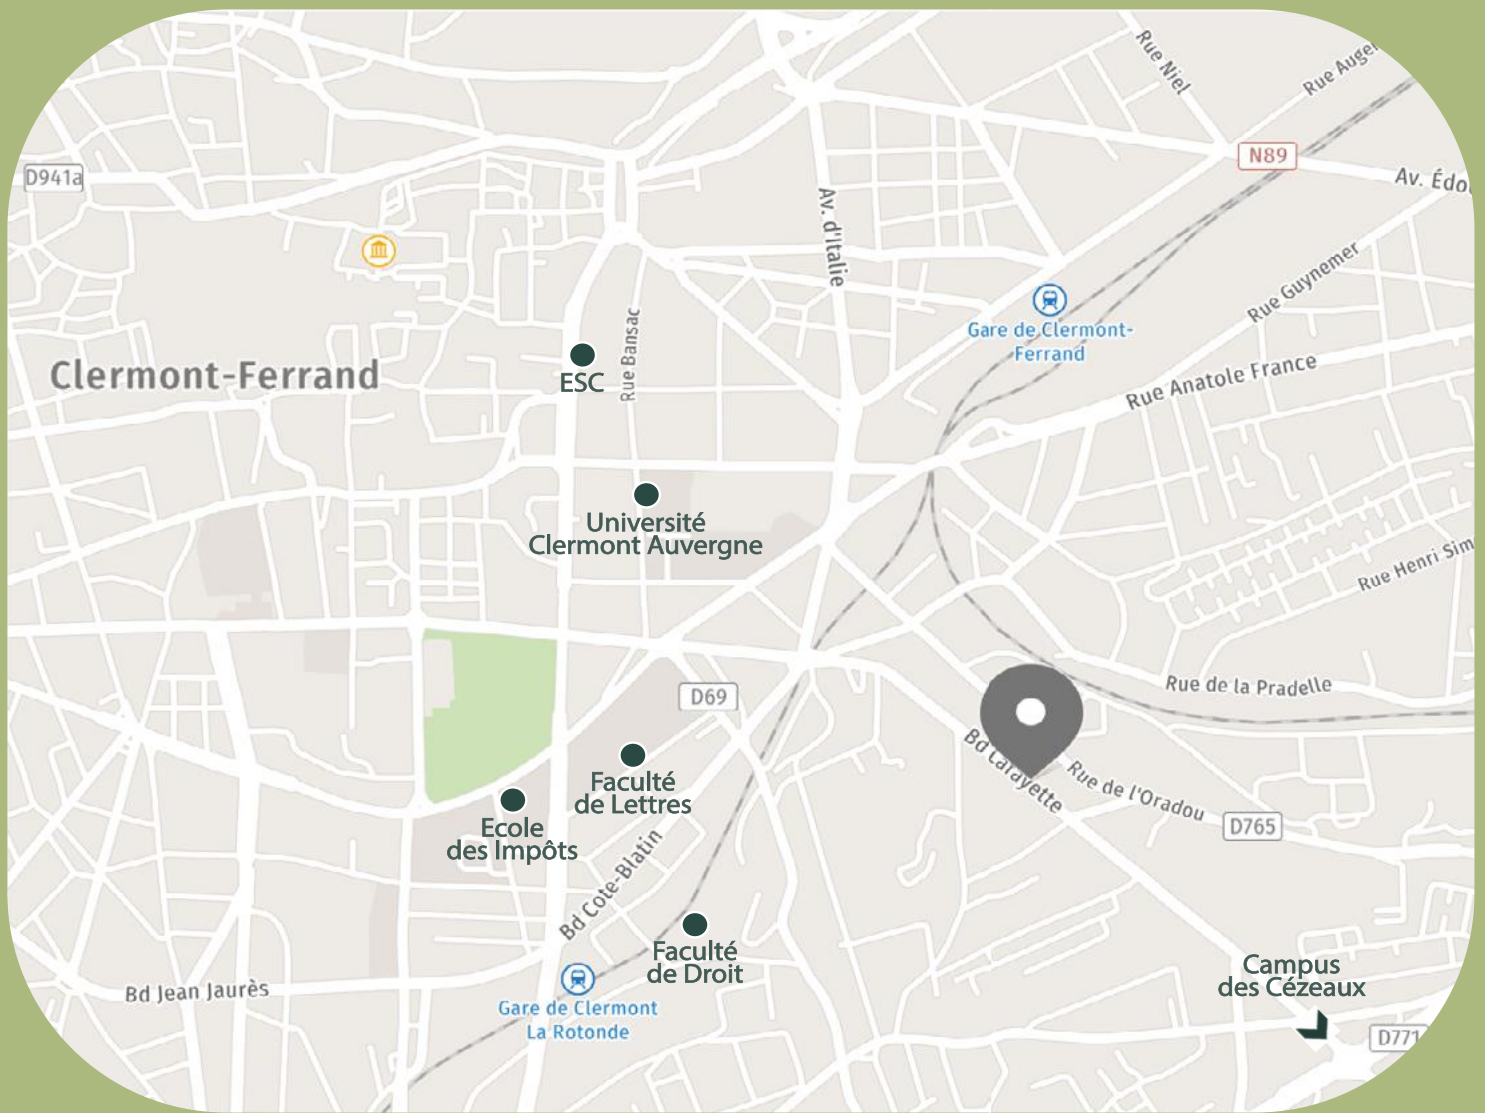 Rue Niel
Rue Auge
N89
D941a
Av. Édo
Av. d'Italie
Rue Guynemer
Gare de Clermont-
Ferrand
Rue Bansac
Clermont-Ferrand
ESC
Rue Anatole France
Université
Clermont Auvergne
Rue Henri Sim
D69
Rue de la Pradelle
Bd Lafayette
Rue de l'Oradou
Faculté
de Lettres
Ecole
des Impôts
D765
Bd Cote-Blatin
Faculté
de Droit
Campus
des Cézeaux
Bd Jean Jaurès
Gare de Clermont
La Rotonde
D771